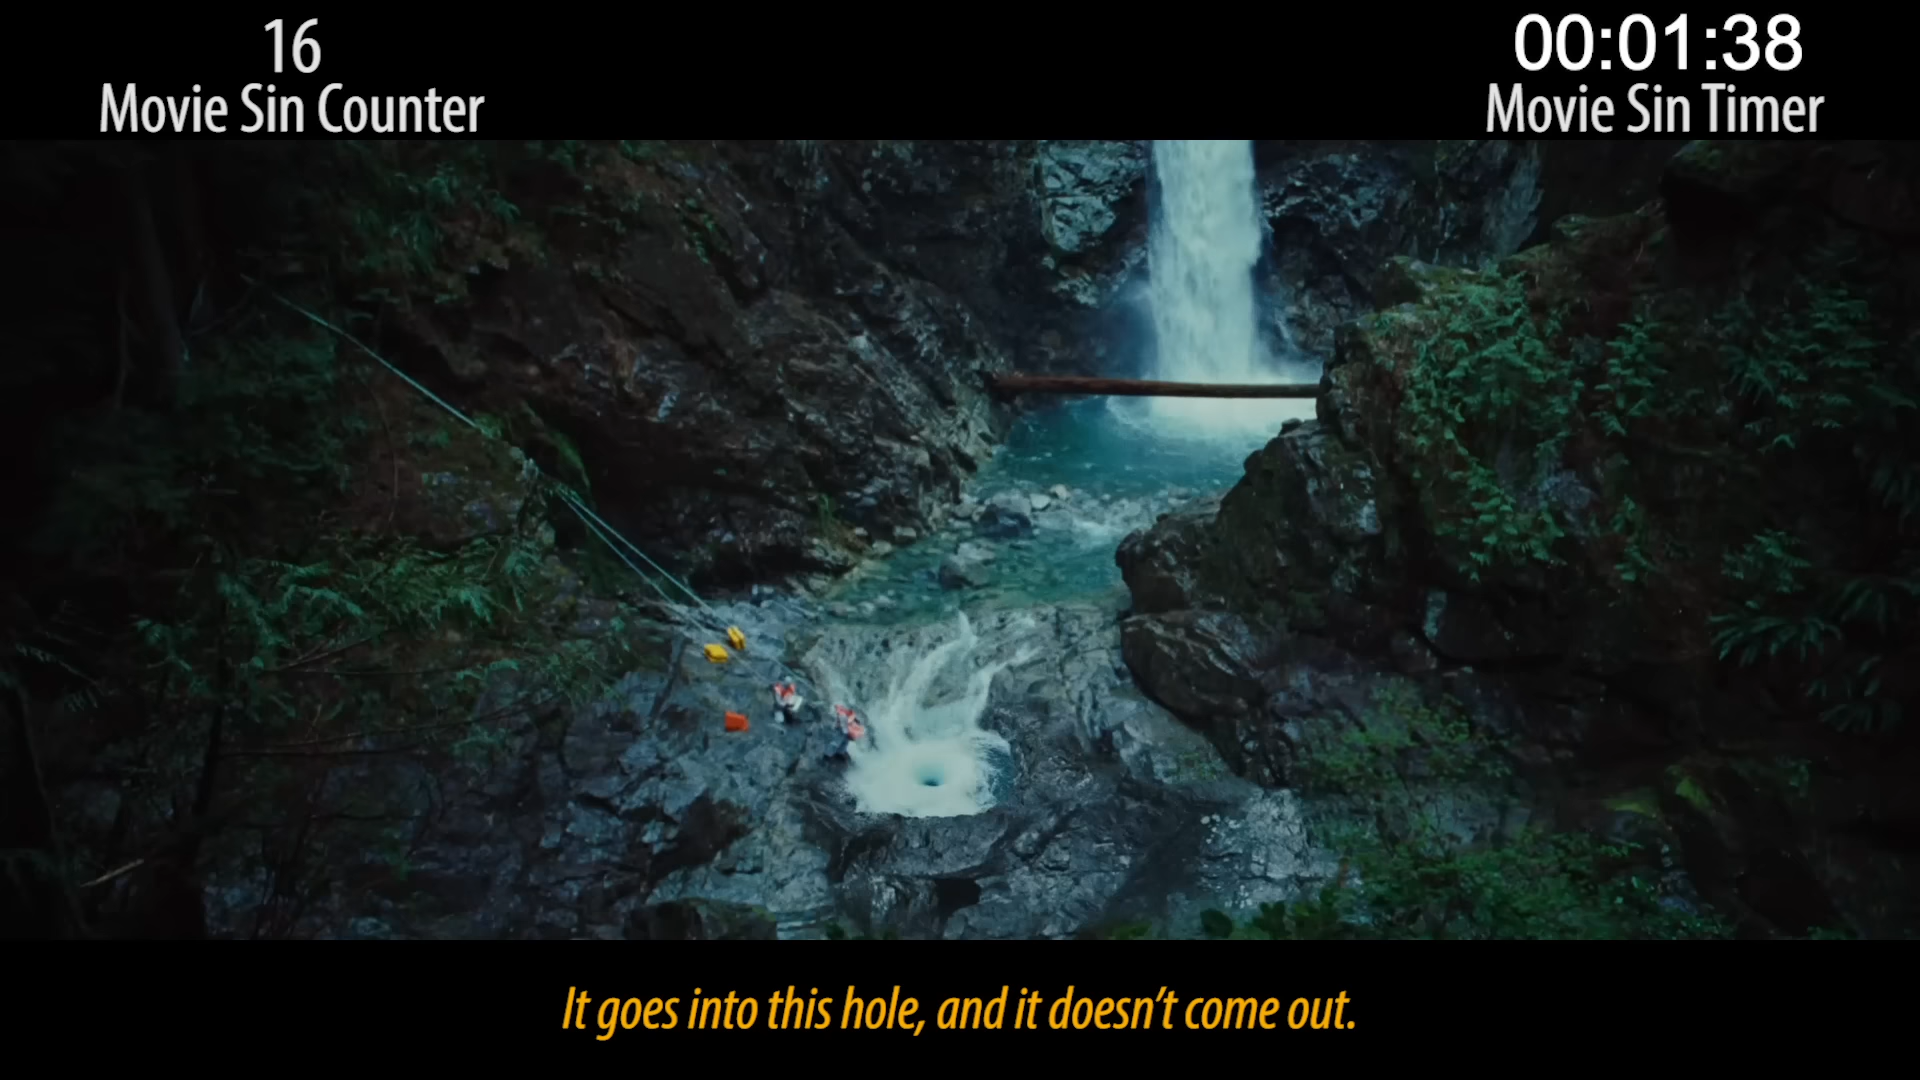 16
Movie Sin Counter
00:01:38
Movie Sin Timer
It goes into this hole, and it doesn't come out.